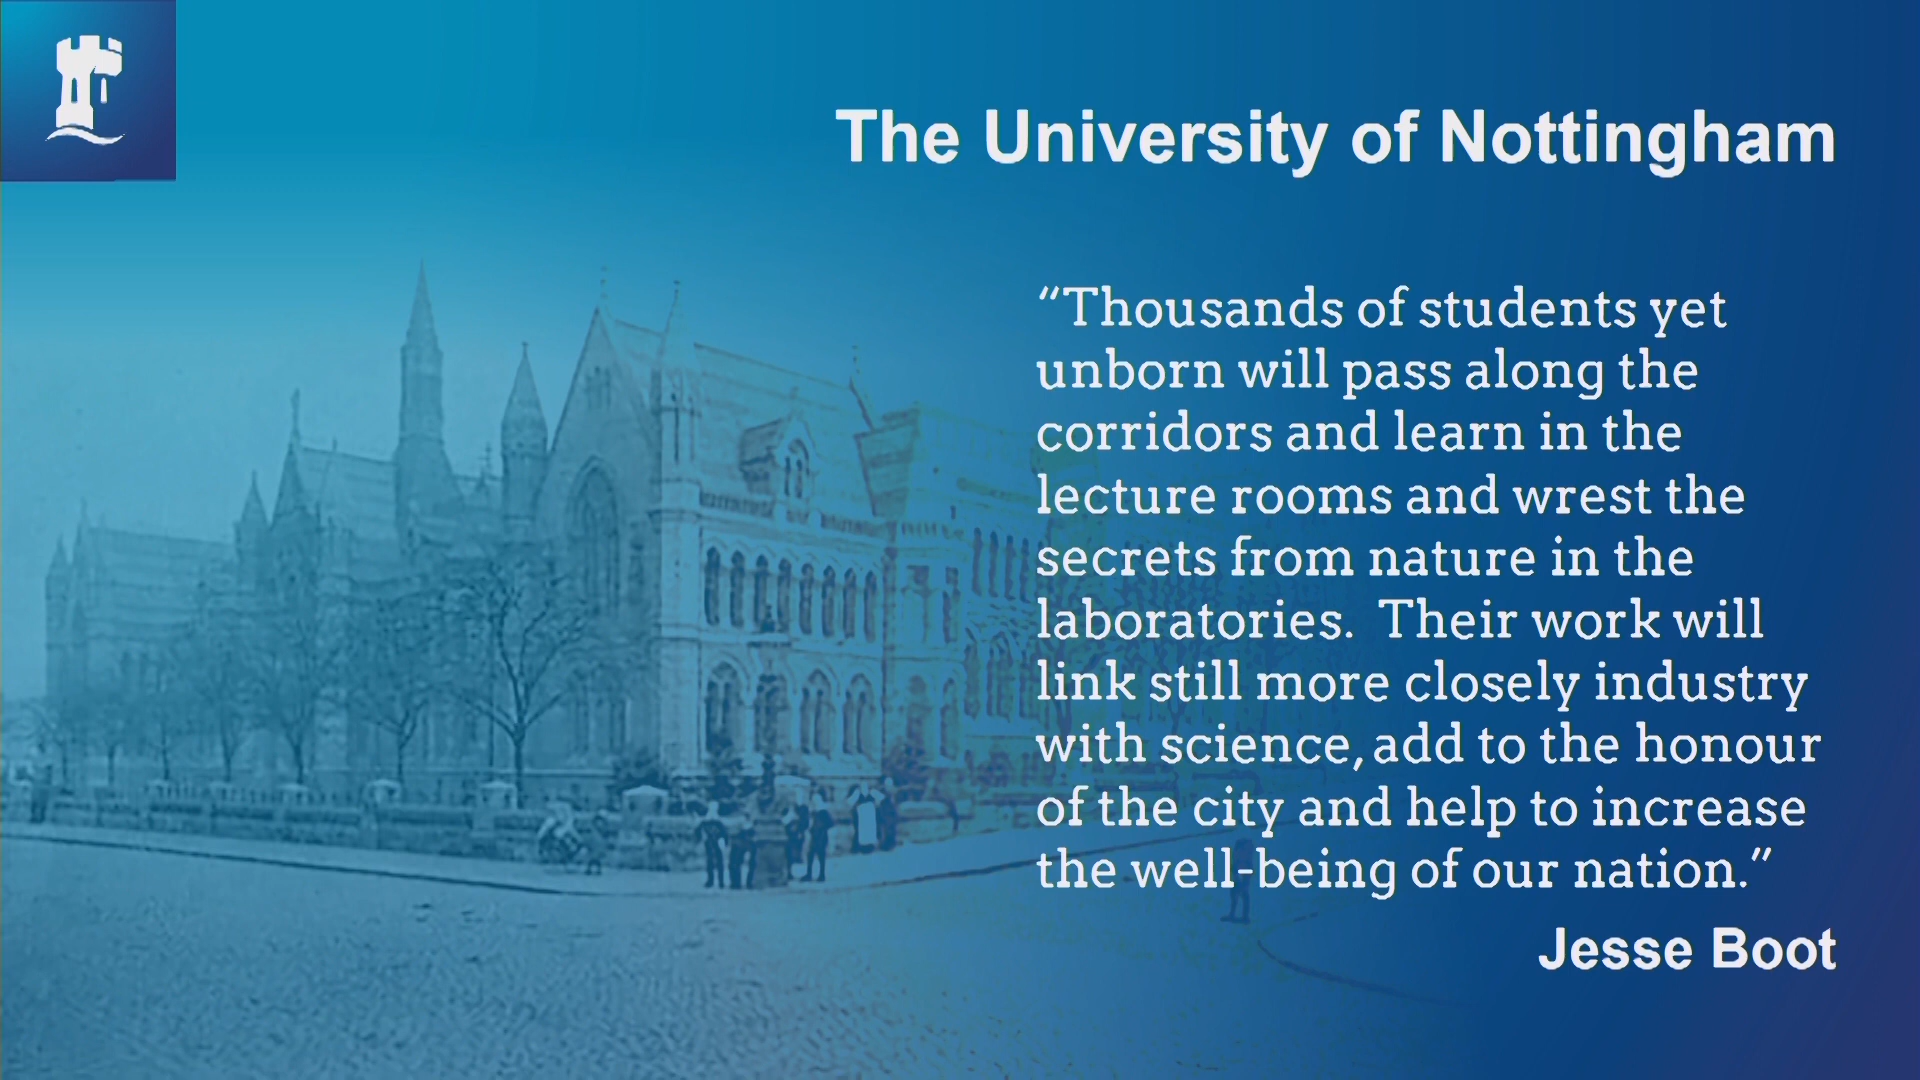 The University of Nottingham
“Thousands of students yet
unborn will pass along the
corridors and learn in the
lecture rooms and wrest the
secrets from nature in the
laboratories.  Their work will
link still more closely industry
with science, add to the honour
of the city and help to increase
the well-being of our nation.”
Jesse Boot